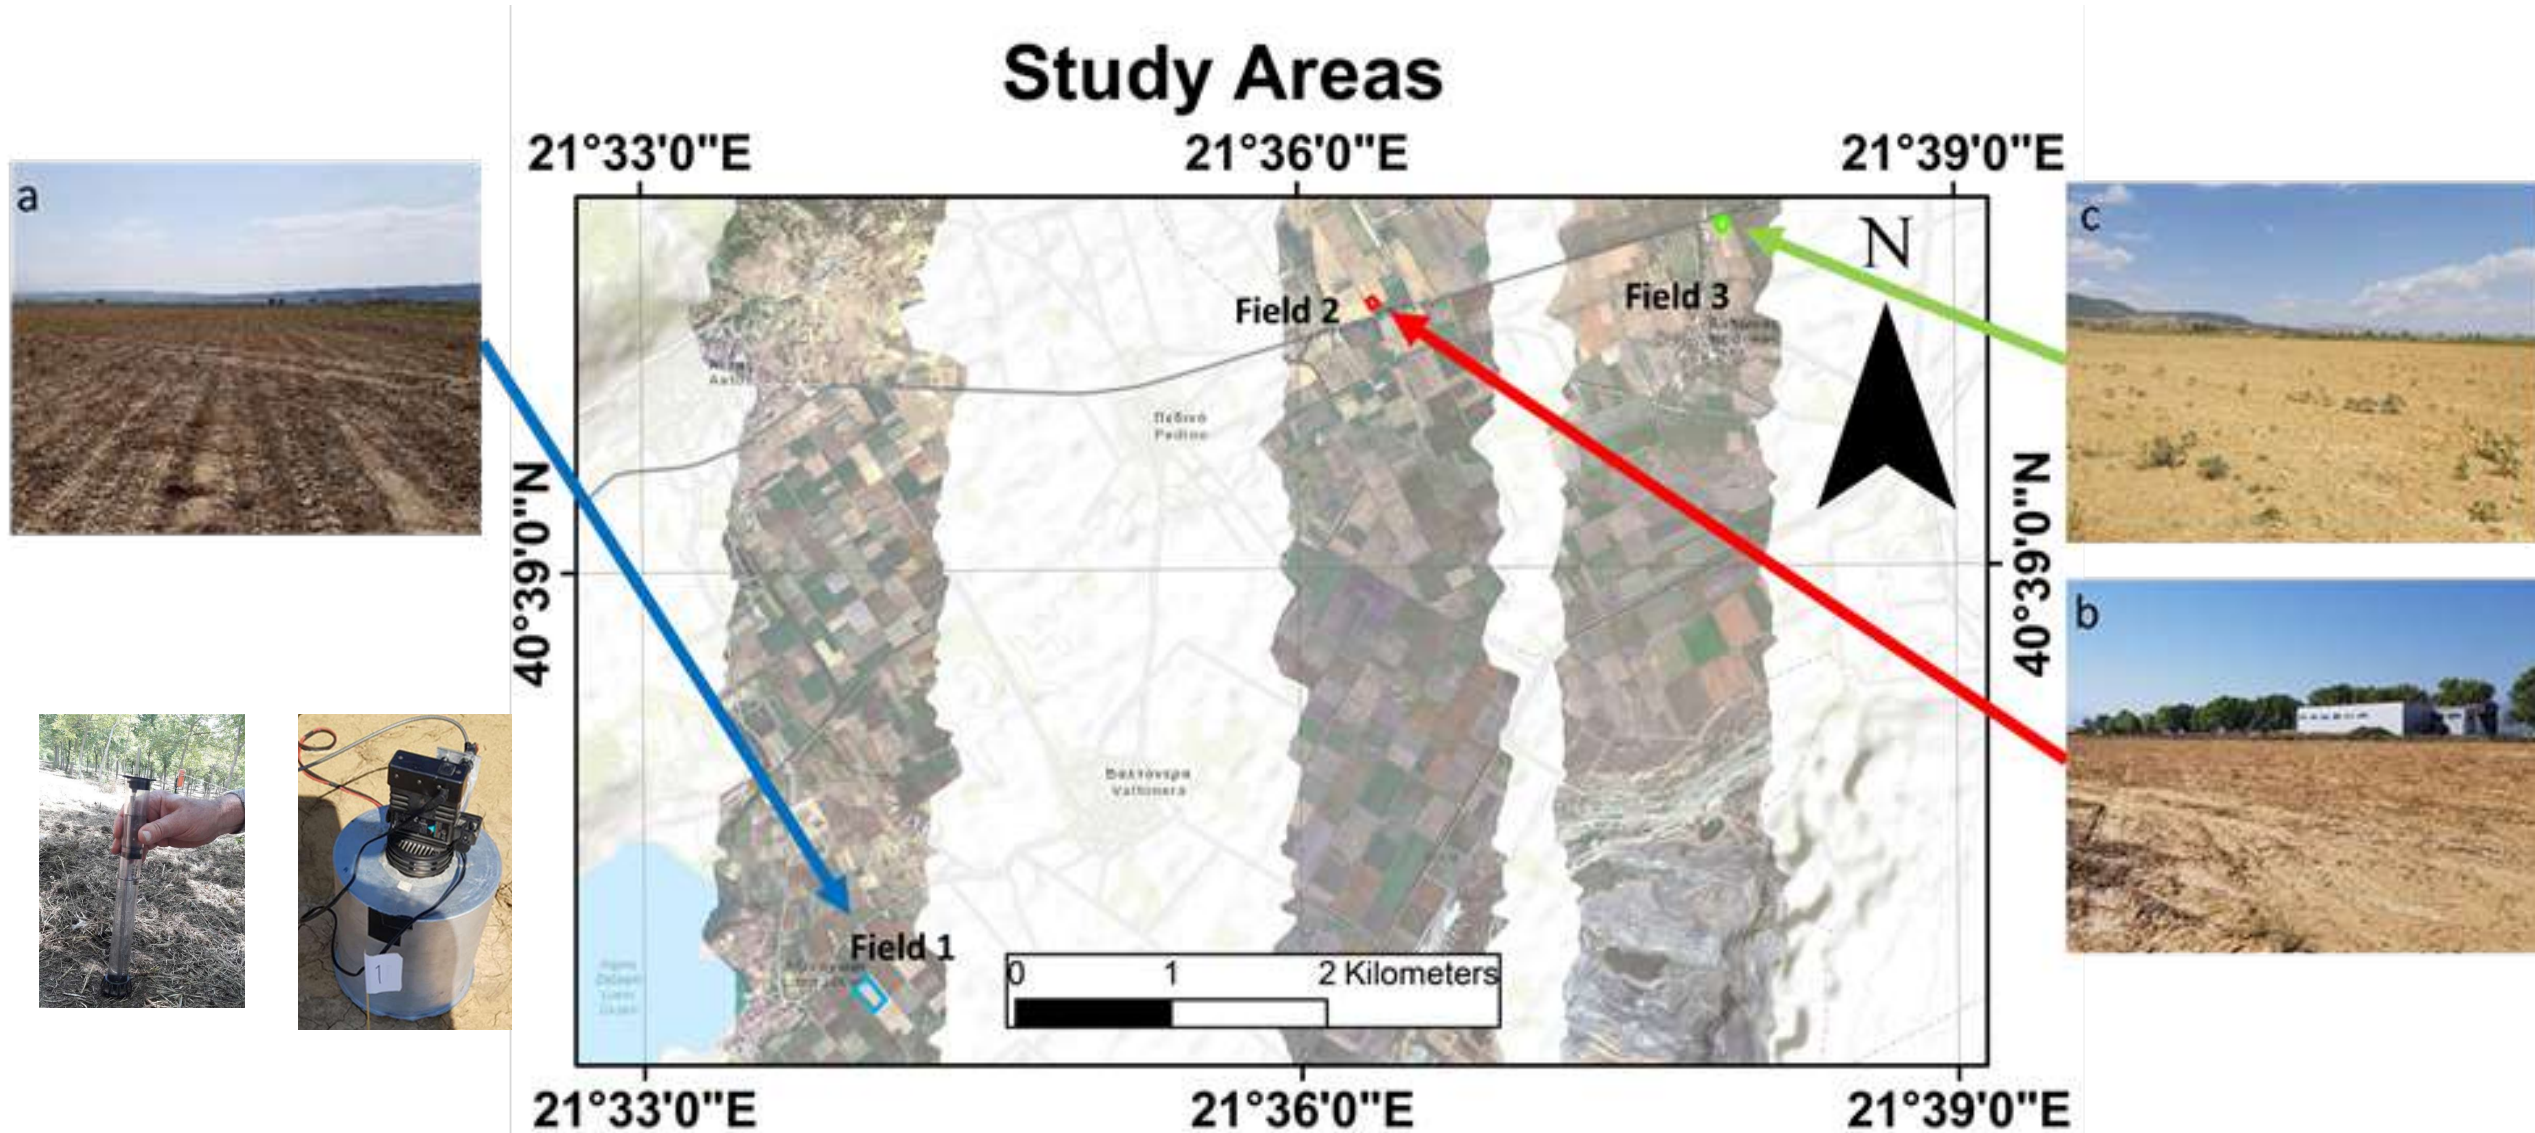 Study Areas
21°33'0"E 21°36'0"E 21°39'0"E
a
c
N
Field 2
Field 3
Πεδινό
Pedino
40°39'0"N
40°39'0"N
b
Βαλτόνερα
Valtonera
1
Field 1
0 1 2 Kilometers
21°33'0"E 21°36'0"E 21°39'0"E